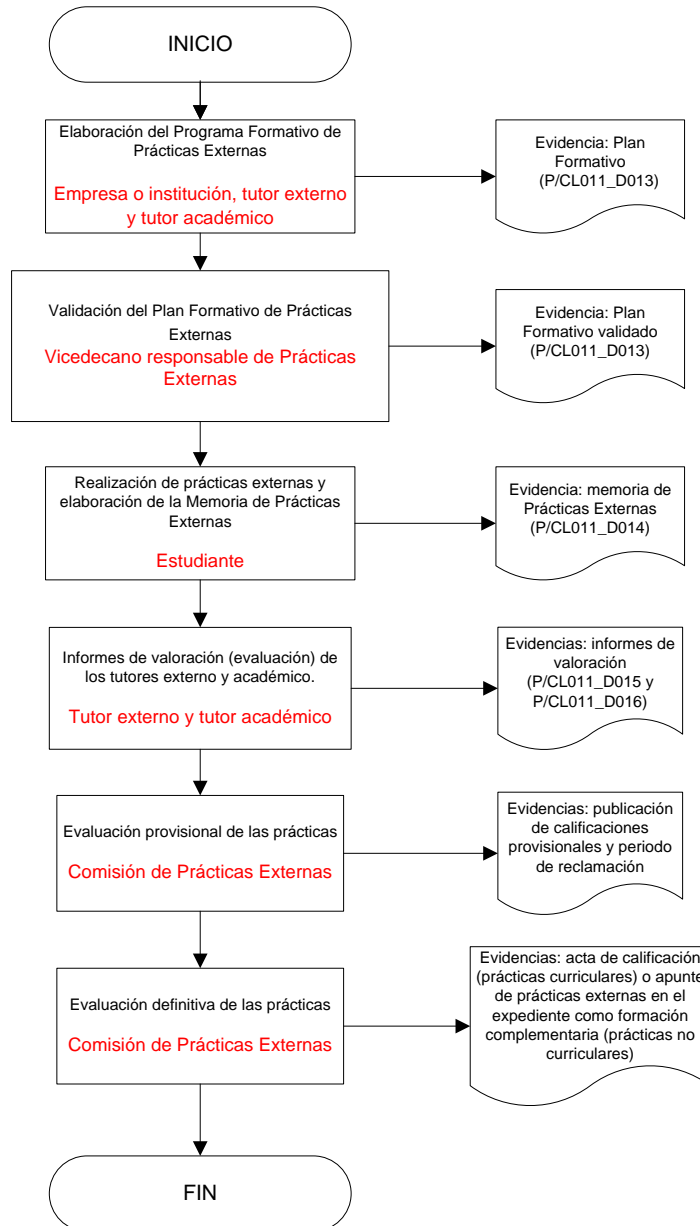 INICIO
Elaboración del Programa Formativo de
Prácticas Externas
Empresa o institución, tutor externo
y tutor académico
Evidencia: Plan
Formativo
(P/CL011_D013)
Validación del Plan Formativo de Prácticas
Externas
Vicedecano responsable de Prácticas
Externas
Evidencia: Plan
Formativo validado
(P/CL011_D013)
Realización de prácticas externas y
elaboración de la Memoria de Prácticas
Externas
Estudiante
Evidencia: memoria de
Prácticas Externas
(P/CL011_D014)
Informes de valoración (evaluación) de
los tutores externo y académico.
Tutor externo y tutor académico
Evidencias: informes de
valoración
(P/CL011_D015 y
P/CL011_D016)
Evaluación provisional de las prácticas
Comisión de Prácticas Externas
Evidencias: publicación
de calificaciones
provisionales y periodo
de reclamación
Evaluación definitiva de las prácticas
Comisión de Prácticas Externas
Evidencias: acta de calificación
(prácticas curriculares) o apunte
de prácticas externas en el
expediente como formación
complementaria (prácticas no
curriculares)
FIN